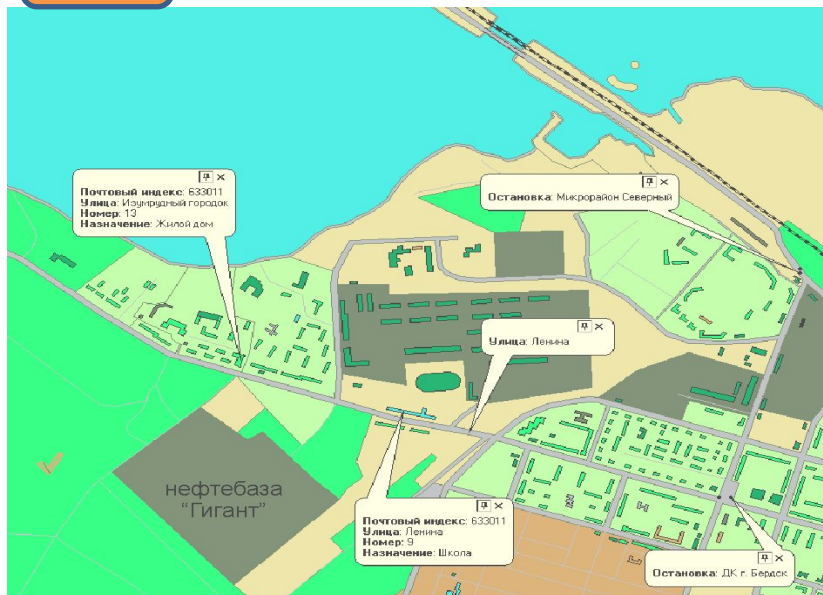 Почтовый индекс: 633011
Улица: Изумрудный городок
Номер: 13
Назначение: Жилой дом
Остановка: Микрорайон Северный
Улица: Ленина
нефтебаза
"Гигант"
Почтовый индекс: 633011
Улица: Ленина
Номер: 9
Назначение: Школа
Остановка: ДК г. Бердск